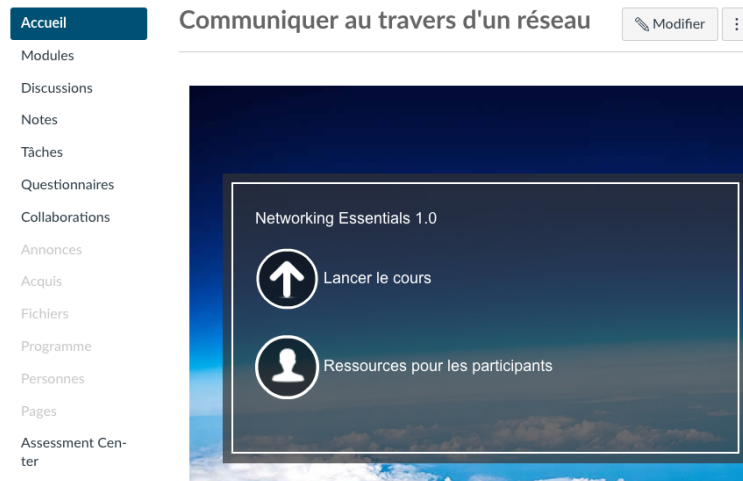 Accueil
Modules
Discussions
Notes
Tâches
Questionnaires
Collaborations
Annonces
Acquis
Fichiers
Programme
Personnes
Pages
Assessment Cen-
ter
Communiquer au travers d'un réseau
Modifier
Networking Essentials 1.0
Lancer le cours
Ressources pour les participants